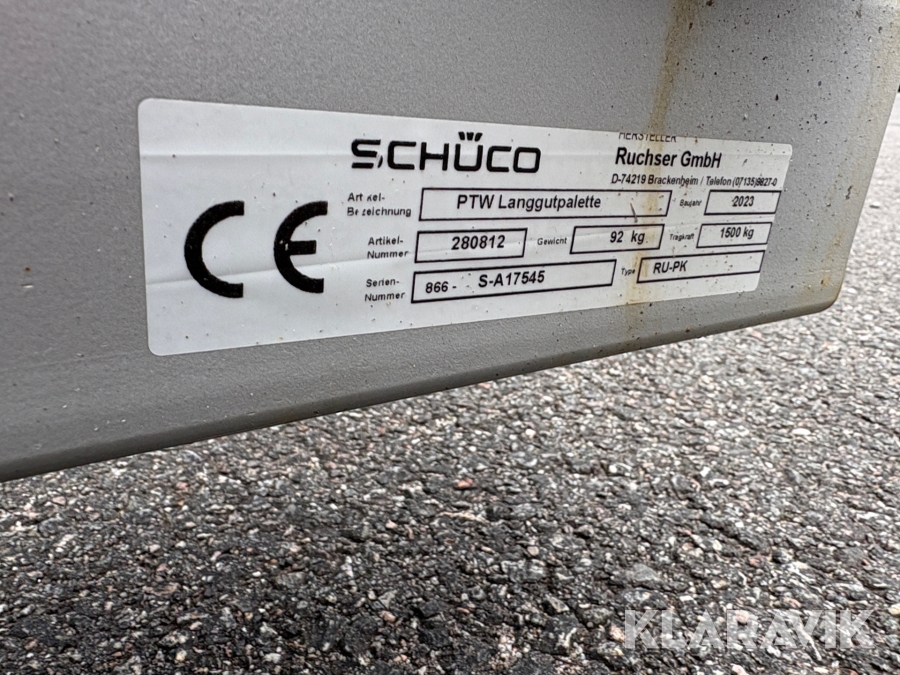 SCHÜCO
HERSTELLER
Ruchser GmbH
D-74219 Brackenheim / Telefon (07135)9827-0
CE
Artikel-
Bezeichnung
PTW Langgutpalette
Baujahr
2023
Artikel-
Nummer
280812
Gewicht
92 kg
Tragkraft
1500 kg
Serien-
Nummer
866 - S-A17545
Type
RU-PK
KLARAVIK